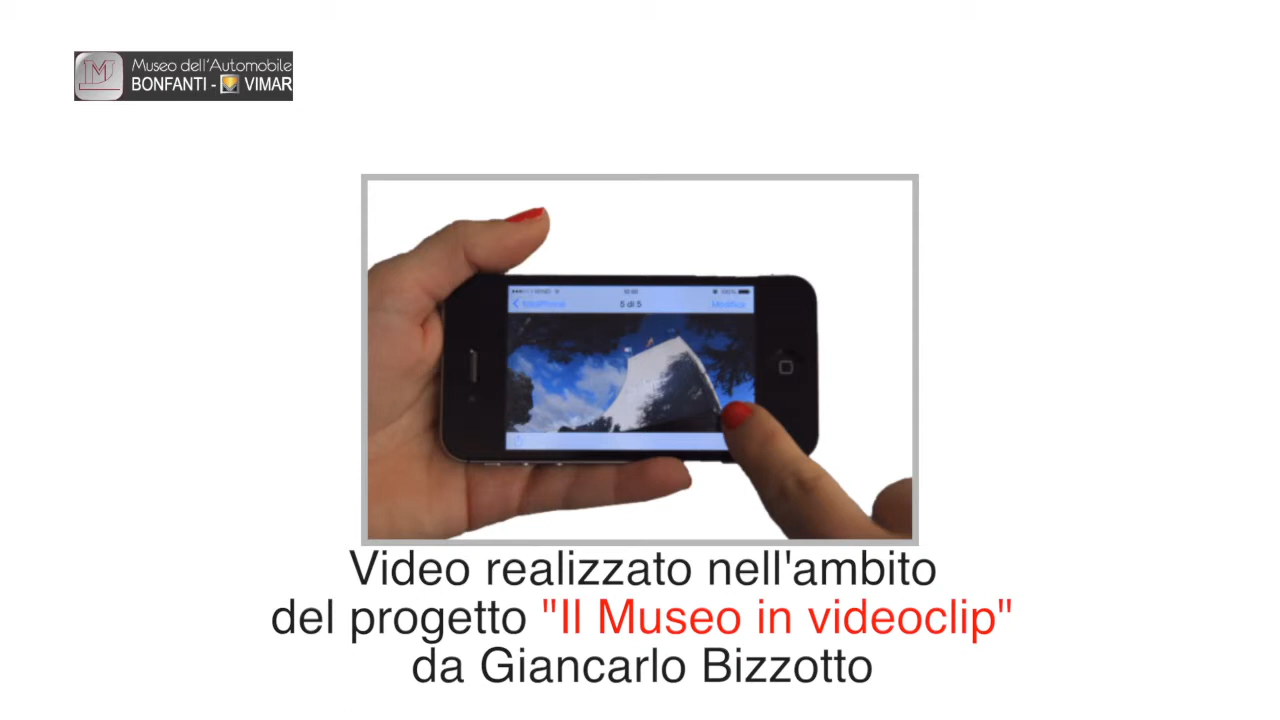 Museo dell'Automobile
BONFANTI - VIMAR
5 di 5
Modifica
Video realizzato nell'ambito
del progetto "Il Museo in videoclip"
da Giancarlo Bizzotto